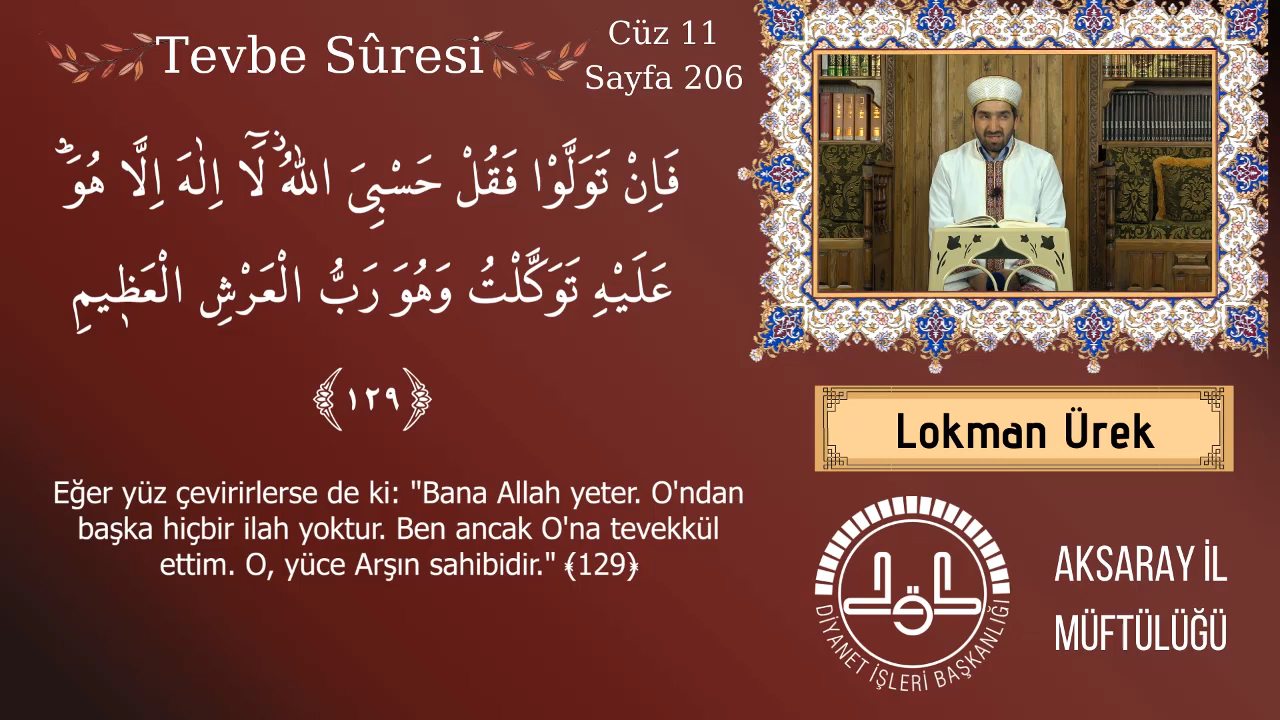 Tevbe Sûresi
Cüz 11
Sayfa 206
فَاِنْ تَوَلَّوْا فَقُلْ حَسْبِيَ اللّٰهُۘ لَٓا اِلٰهَ اِلَّا هُوَۜ
عَلَيْهِ تَوَكَّلْتُ وَهُوَ رَبُّ الْعَرْشِ الْعَظ۪يمِ
﴿١٢٩﴾
Eğer yüz çevirirlerse de ki: "Bana Allah yeter. O'ndan
başka hiçbir ilah yoktur. Ben ancak O'na tevekkül
ettim. O, yüce Arşın sahibidir." ﴾129﴿
Lokman Ürek
DİYANET İŞLERİ BAŞKANLIĞI
AKSARAY İL
MÜFTÜLÜĞÜ